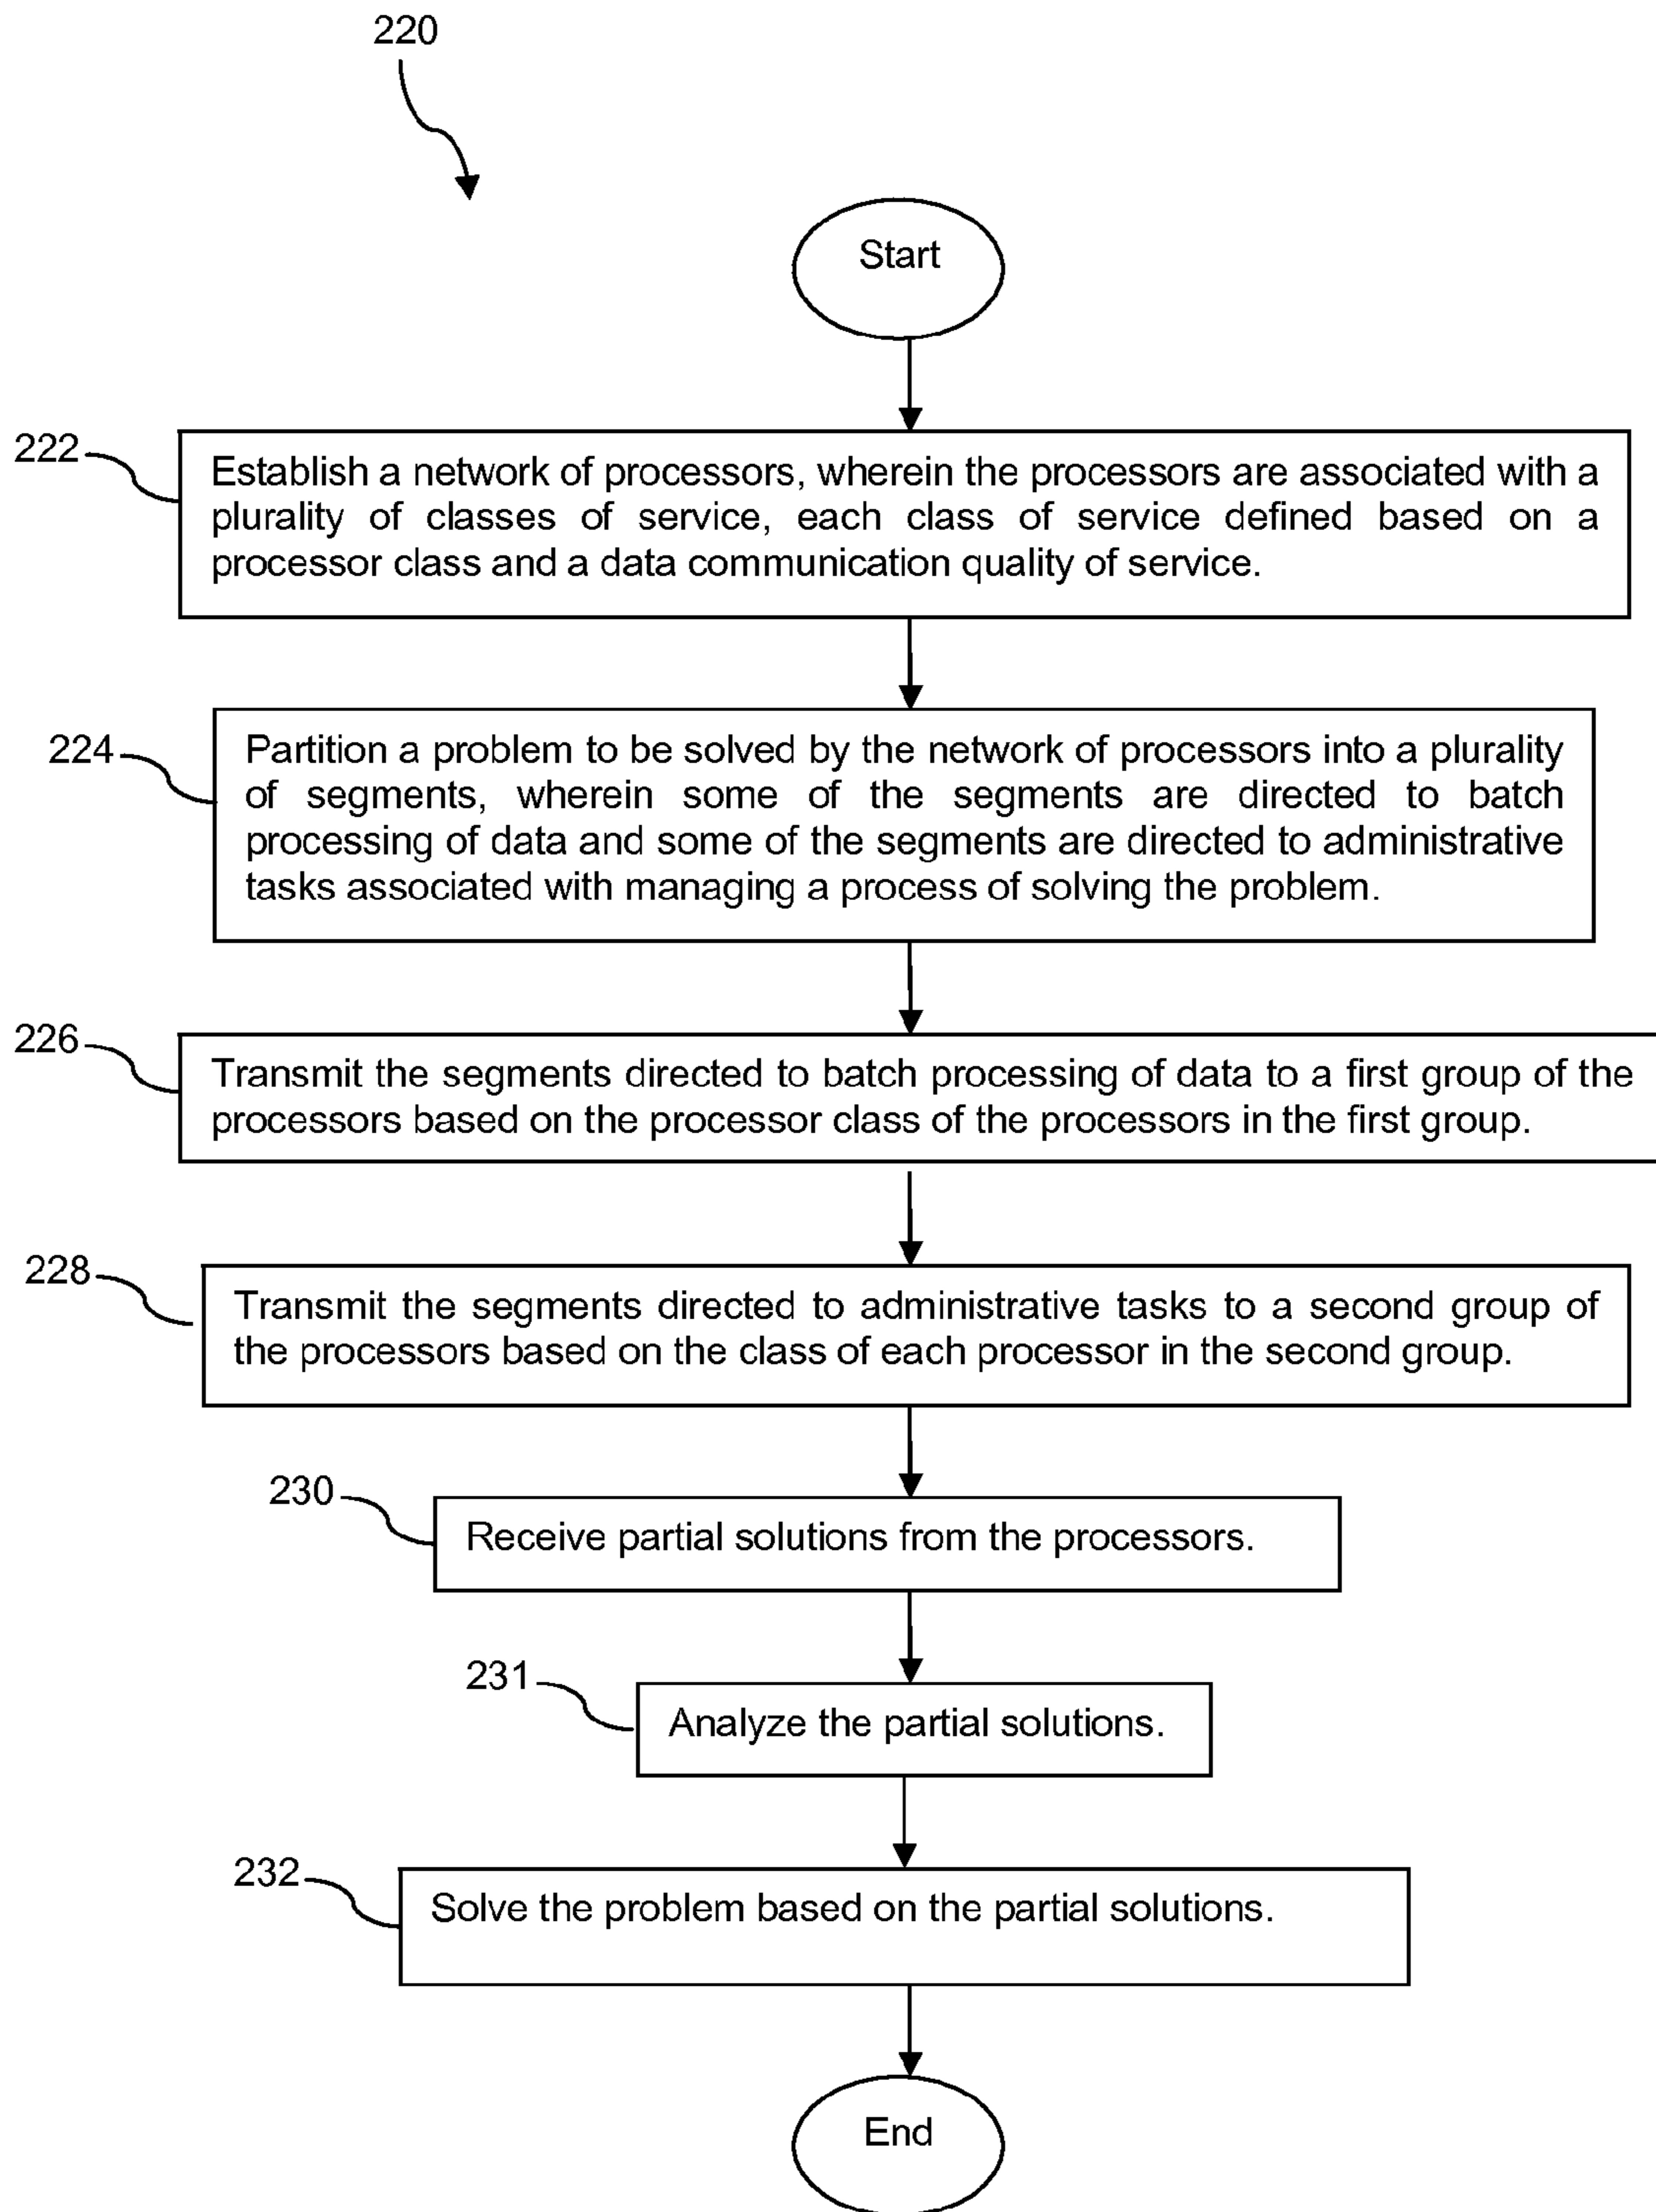 220
Start
222
Establish a network of processors, wherein the processors are associated with a
plurality of classes of service, each class of service defined based on a
processor class and a data communication quality of service.
224
Partition a problem to be solved by the network of processors into a plurality
of segments, wherein some of the segments are directed to batch
processing of data and some of the segments are directed to administrative
tasks associated with managing a process of solving the problem.
226
Transmit the segments directed to batch processing of data to a first group of the
processors based on the processor class of the processors in the first group.
228
Transmit the segments directed to administrative tasks to a second group of
the processors based on the class of each processor in the second group.
230
Receive partial solutions from the processors.
231
Analyze the partial solutions.
232
Solve the problem based on the partial solutions.
End